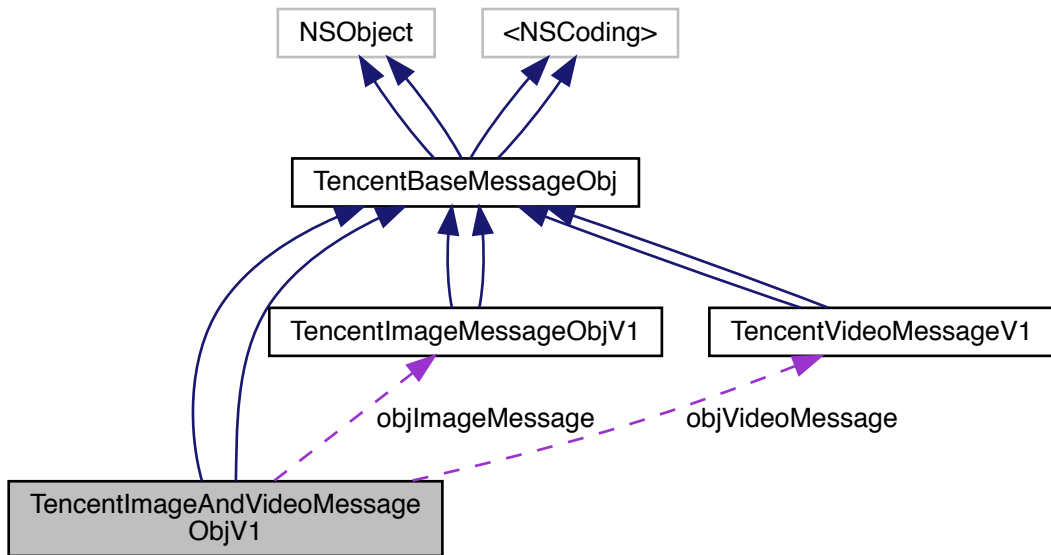 NSObject
<NSCoding>
TencentBaseMessageObj
TencentImageMessageObjV1
TencentVideoMessageV1
objImageMessage
objVideoMessage
TencentImageAndVideoMessage
ObjV1